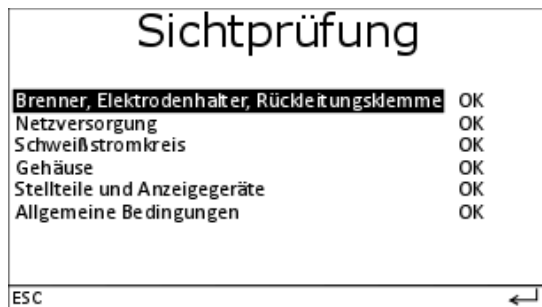 Sichtprüfung
Brenner, Elektrodenhalter, Rückleitungsklemme OK
Netzversorgung OK
Schweißstromkreis OK
Gehäuse OK
Stellteile und Anzeigegeräte OK
Allgemeine Bedingungen OK
ESC